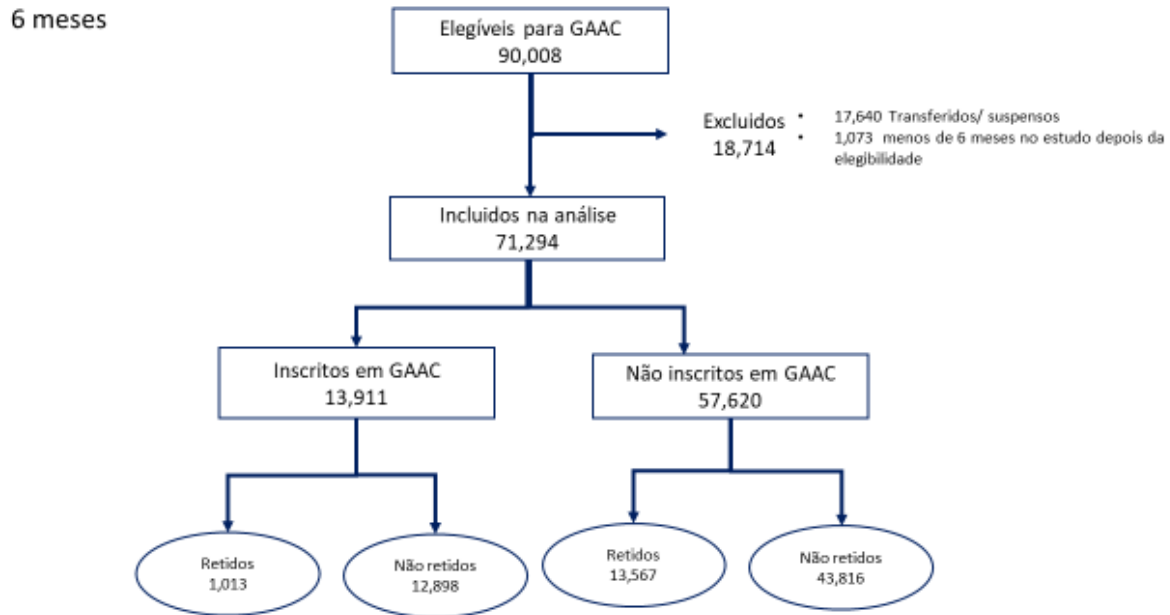 6 meses
Elegíveis para GAAC
90,008
Excluidos
18,714
• 17,640 Transferidos/ suspensos
• 1,073 menos de 6 meses no estudo depois da
elegibilidade
Incluidos na análise
71,294
Inscritos em GAAC
13,911
Não inscritos em GAAC
57,620
Retidos
1,013
Não retidos
12,898
Retidos
13,567
Não retidos
43,816